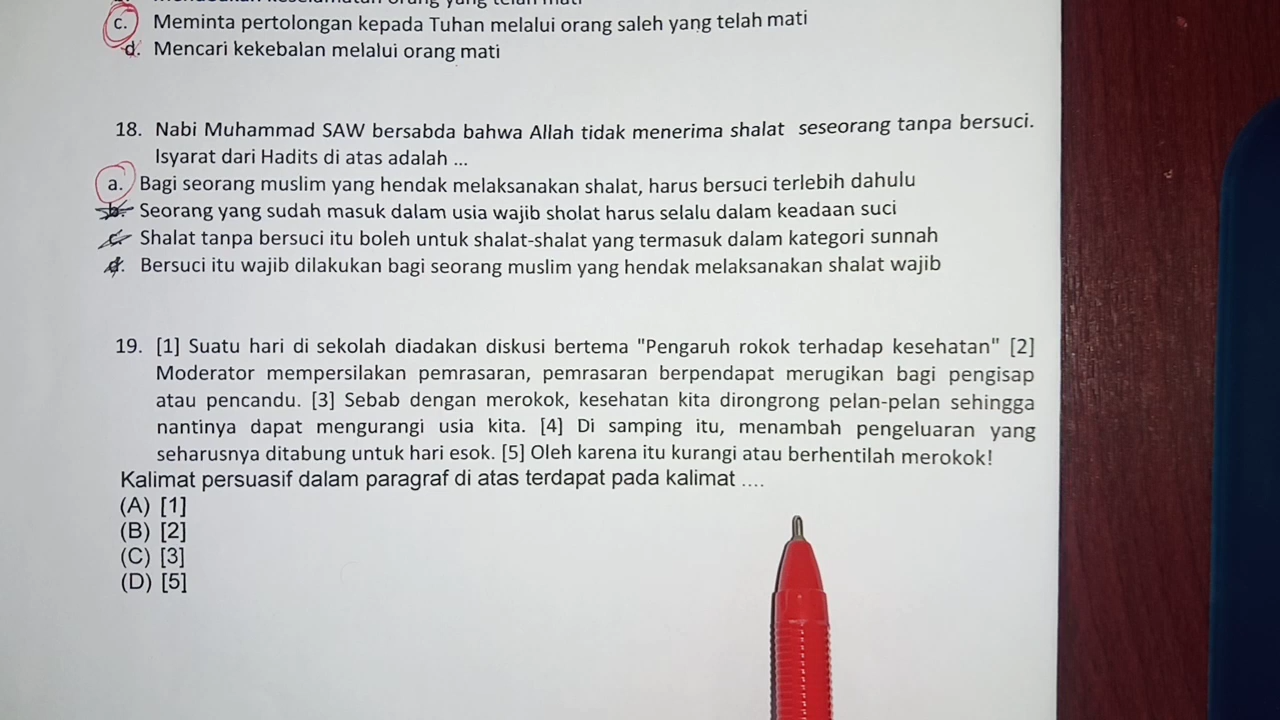 c. Meminta pertolongan kepada Tuhan melalui orang saleh yang telah mati
d. Mencari kekebalan melalui orang mati
18. Nabi Muhammad SAW bersabda bahwa Allah tidak menerima shalat seseorang tanpa bersuci.
Isyarat dari Hadits di atas adalah ...
a. Bagi seorang muslim yang hendak melaksanakan shalat, harus bersuci terlebih dahulu
b. Seorang yang sudah masuk dalam usia wajib sholat harus selalu dalam keadaan suci
c. Shalat tanpa bersuci itu boleh untuk shalat-shalat yang termasuk dalam kategori sunnah
d. Bersuci itu wajib dilakukan bagi seorang muslim yang hendak melaksanakan shalat wajib
19. [1] Suatu hari di sekolah diadakan diskusi bertema "Pengaruh rokok terhadap kesehatan" [2]
Moderator mempersilakan pemrasaran, pemrasaran berpendapat merugikan bagi pengisap
atau pencandu. [3] Sebab dengan merokok, kesehatan kita dirongrong pelan-pelan sehingga
nantinya dapat mengurangi usia kita. [4] Di samping itu, menambah pengeluaran yang
seharusnya ditabung untuk hari esok. [5] Oleh karena itu kurangi atau berhentilah merokok!
Kalimat persuasif dalam paragraf di atas terdapat pada kalimat ....
(A) [1]
(B) [2]
(C) [3]
(D) [5]